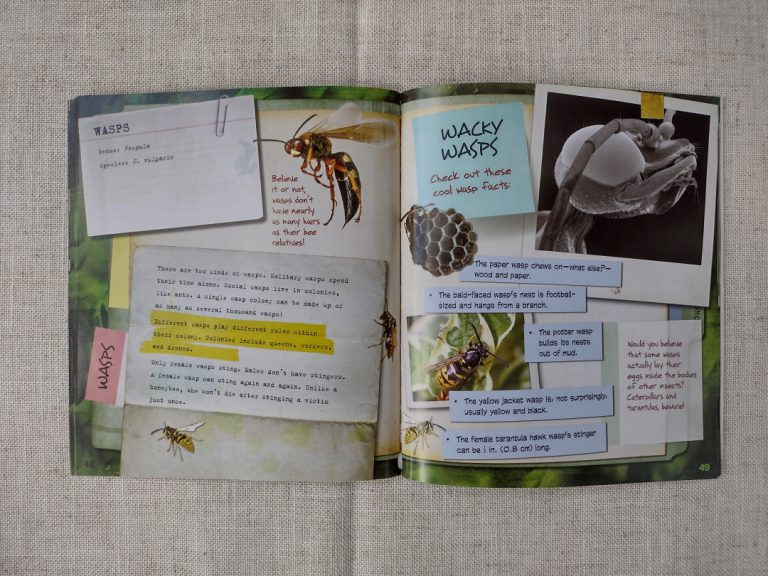 WASPS
Genus: Vespula
Species: C. vulgaris
Believe
it or not,
wasps don't
have nearly
as many hairs
as their bee
relatives!
There are two kinds of wasps. Solitary wasps spend
their time alone. Social wasps live in colonies,
like ants. A single wasp colony can be made up of
as many as several thousand wasps!
Different wasps play different roles within
their colony. Colonies include queens, workers,
and drones.
Only female wasps sting. Males don't have stingers.
A female wasp can sting again and again. Unlike a
honeybee, she won't die after stinging a victim
just once.
WASPS
48
WACKY
WASPS
Check out these
cool wasp facts:
The paper wasp chews on—what else?—
wood and paper.
• The bald-faced wasp's nest is football-
sized and hangs from a branch.
• The potter wasp
builds its nests
out of mud.
• The yellow jacket wasp is, not surprisingly,
usually yellow and black.
• The female tarantula hawk wasp's stinger
can be ⅓ in. (0.8 cm) long.
Would you believe
that some wasps
actually lay their
eggs inside the bodies
of other insects?
Caterpillars and
tarantulas, beware!
49